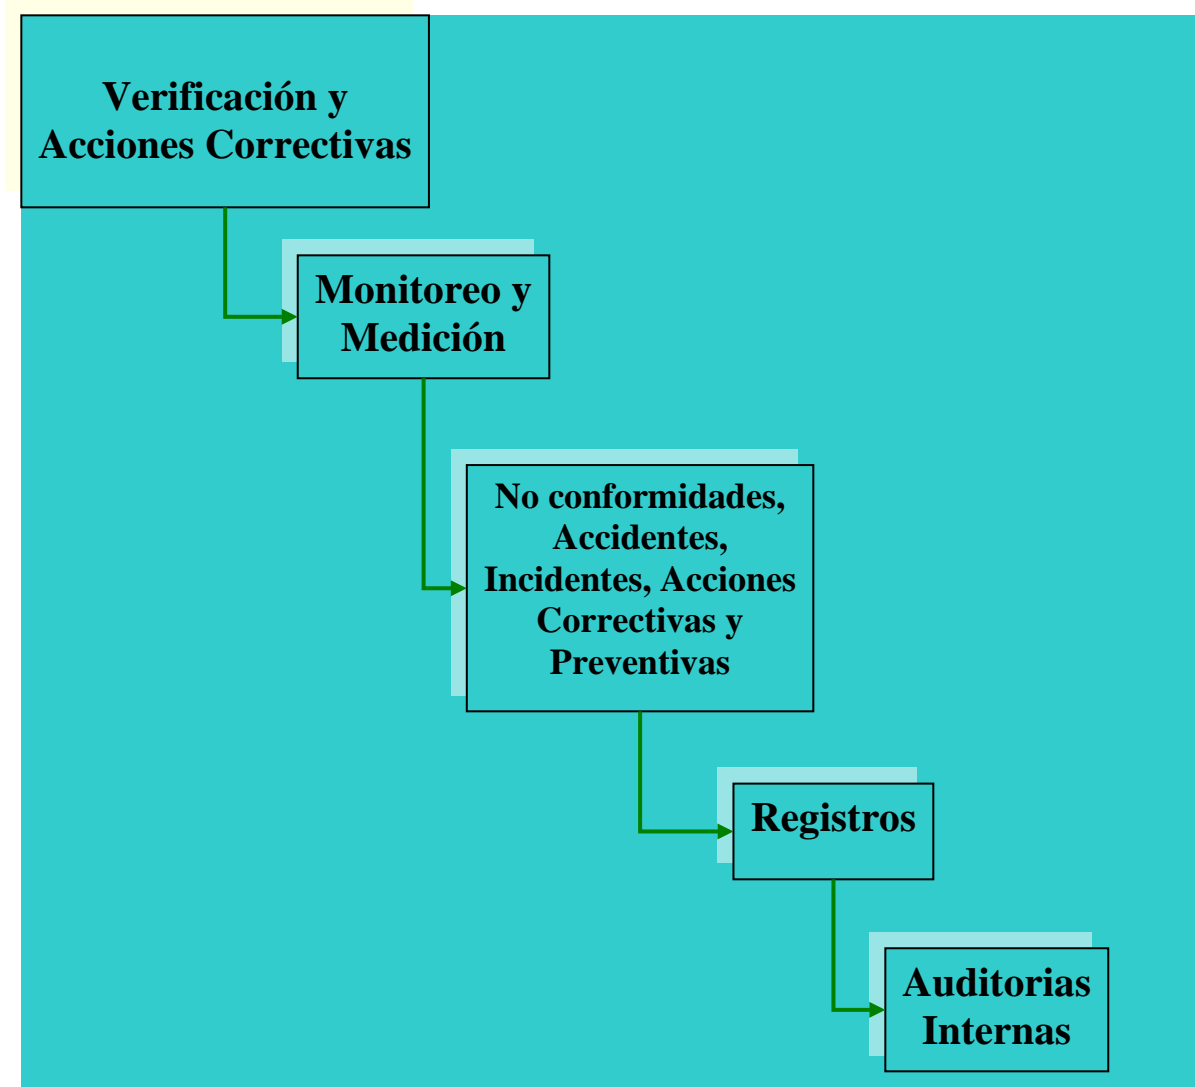 Verificación y
Acciones Correctivas
Monitoreo y
Medición
No conformidades,
Accidentes,
Incidentes, Acciones
Correctivas y
Preventivas
Registros
Auditorias
Internas